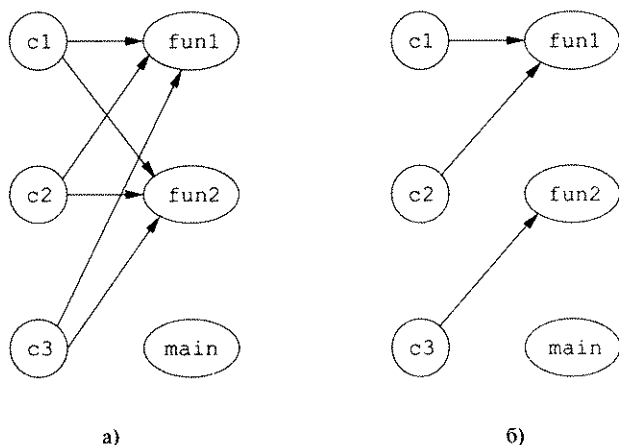 c1 fun1 c1 fun1
c2 fun2 c2 fun2
c3 main c3 main
а) б)